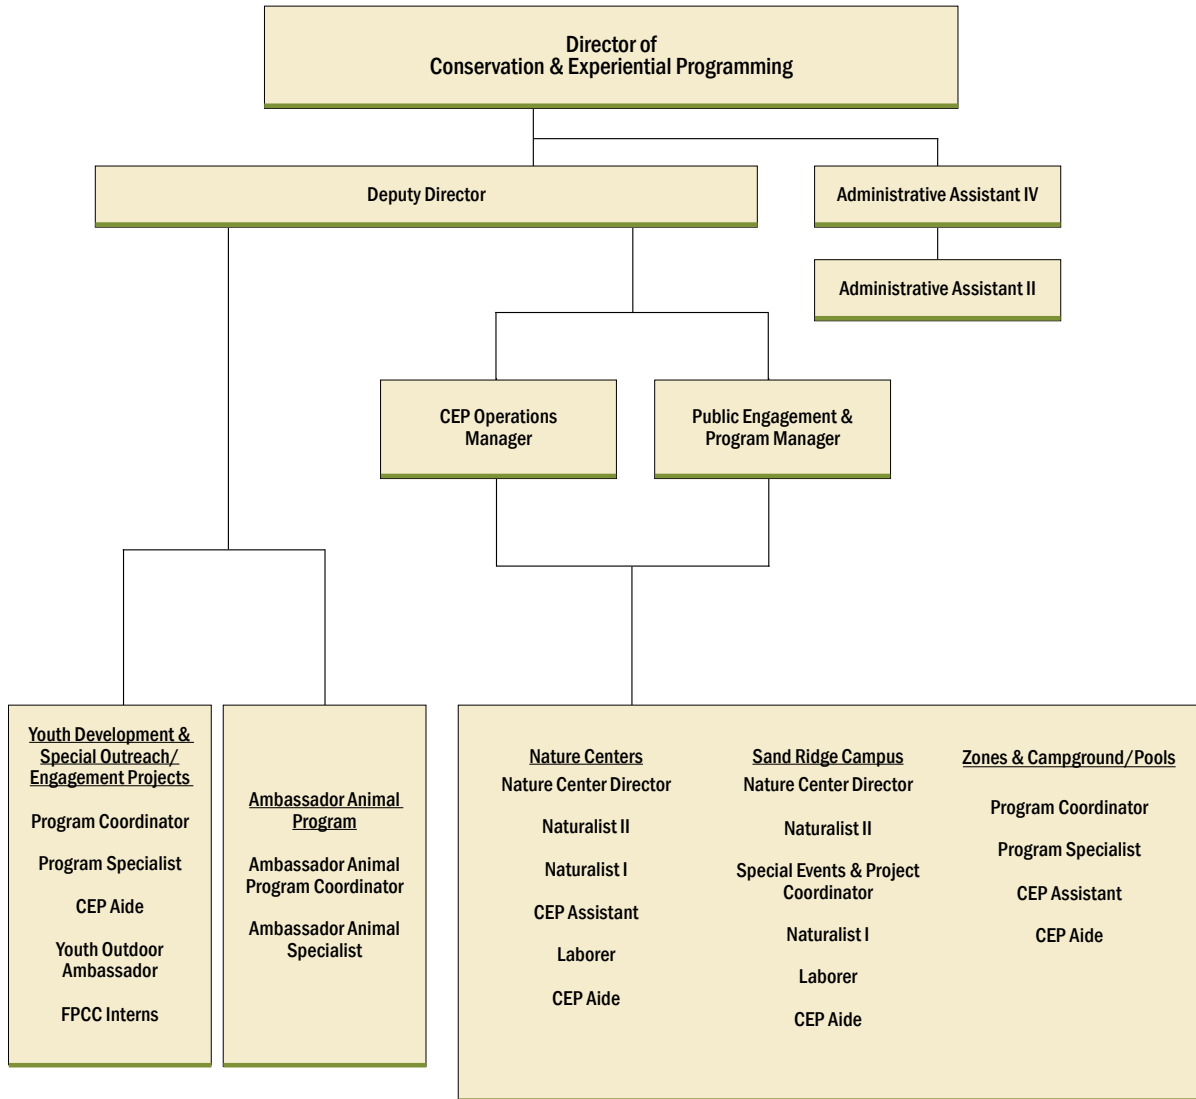 Director of
Conservation & Experiential Programming
Deputy Director
Administrative Assistant IV
Administrative Assistant II
CEP Operations
Manager
Public Engagement &
Program Manager
Youth Development &
Special Outreach/
Engagement Projects
Program Coordinator
Program Specialist
CEP Aide
Youth Outdoor
Ambassador
FPCC Interns
Ambassador Animal
Program
Ambassador Animal
Program Coordinator
Ambassador Animal
Specialist
Nature Centers
Nature Center Director
Naturalist II
Naturalist I
CEP Assistant
Laborer
CEP Aide
Sand Ridge Campus
Nature Center Director
Naturalist II
Special Events & Project
Coordinator
Naturalist I
Laborer
CEP Aide
Zones & Campground/Pools
Program Coordinator
Program Specialist
CEP Assistant
CEP Aide